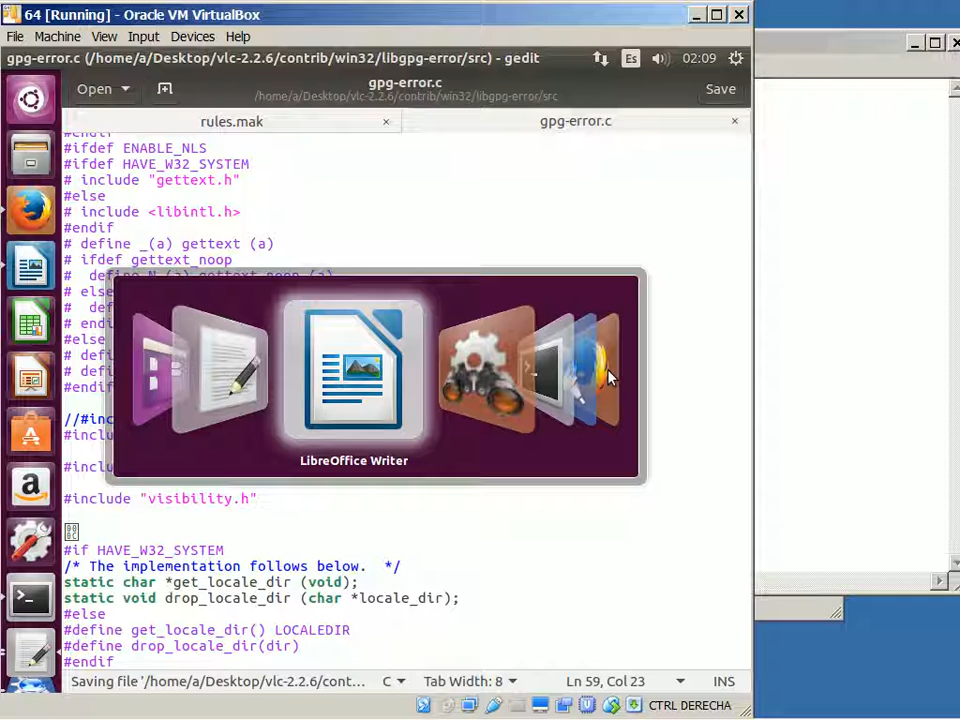 64 [Running] - Oracle VM VirtualBox
File Machine View Input Devices Help
gpg-error.c (/home/a/Desktop/vlc-2.2.6/contrib/win32/libgpg-error/src) - gedit
Es
02:09
Open
gpg-error.c
/home/a/Desktop/vlc-2.2.6/contrib/win32/libgpg-error/src
Save
rules.mak × gpg-error.c ×
#endif
#ifdef ENABLE_NLS
#ifdef HAVE_W32_SYSTEM
# include "gettext.h"
#else
# include <libintl.h>
#endif
# define _(a) gettext (a)
# ifdef gettext_noop
#  define N_(a) gettext_noop (a)
# else
#  def
# endi
#else
# defi
# def
//#inc
#inclu
#inclu
LibreOffice Writer
#include "visibility.h"
#if HAVE_W32_SYSTEM
/* The implementation follows below.  */
static char *get_locale_dir (void);
static void drop_locale_dir (char *locale_dir);
#else
#define get_locale_dir() LOCALEDIR
#define drop_locale_dir(dir)
#endif
Saving file '/home/a/Desktop/vlc-2.2.6/cont... C Tab Width: 8 Ln 59, Col 23 INS
CTRL DERECHA